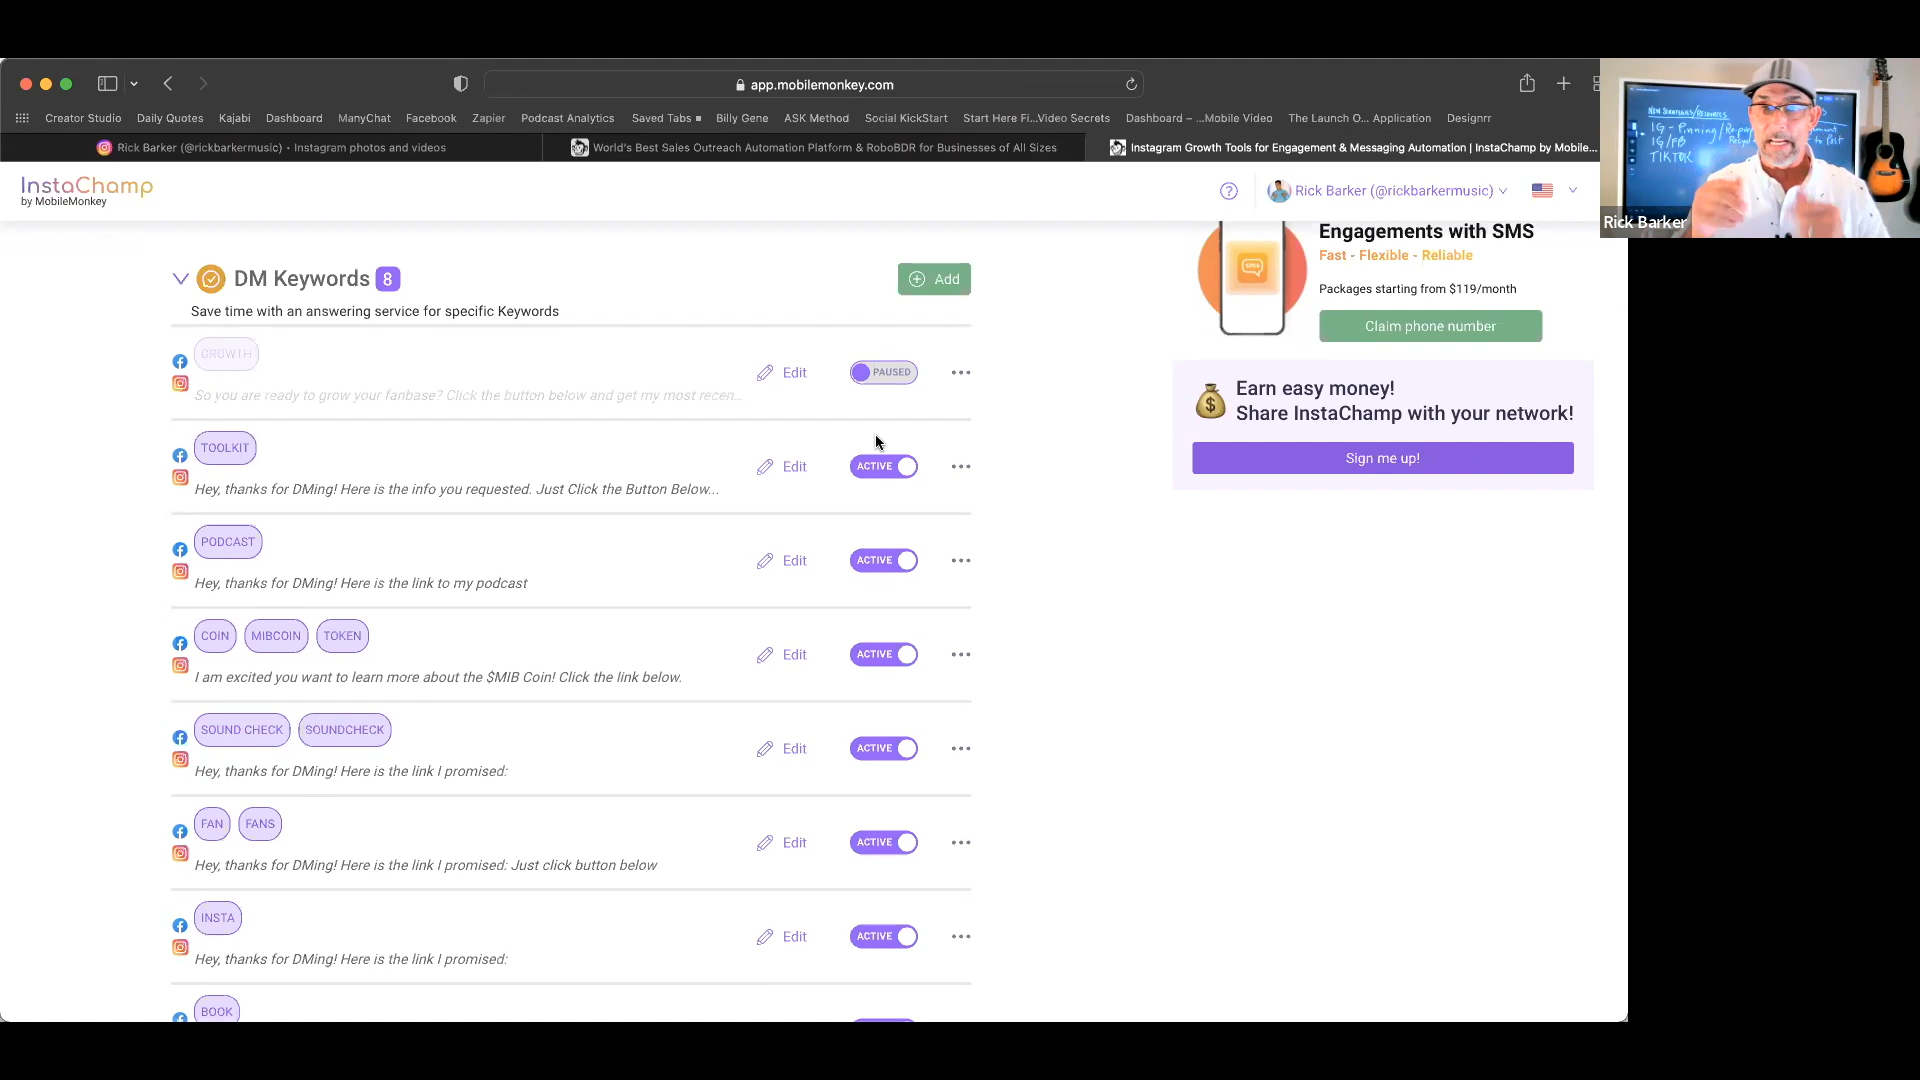 app.mobilemonkey.com
Creator Studio Daily Quotes Kajabi Dashboard ManyChat Facebook Zapier Podcast Analytics Saved Tabs Billy Gene ASK Method Social KickStart Start Here Fi...Video Secrets Dashboard – ...Mobile Video The Launch O... Application Designrr
Rick Barker (@rickbarkermusic) • Instagram photos and videos
World's Best Sales Outreach Automation Platform & RoboBDR for Businesses of All Sizes
Instagram Growth Tools for Engagement & Messaging Automation | InstaChamp by Mobile...
NEW STRATEGIES/RESOURCES
IG - Pinning/
IG/FB
TIKTOK
Rick Barker
InstaChamp
by MobileMonkey
Rick Barker (@rickbarkermusic)
Engagements with SMS
Fast - Flexible - Reliable
Packages starting from $119/month
Claim phone number
Earn easy money!
Share InstaChamp with your network!
Sign me up!
DM Keywords 8
Add
Save time with an answering service for specific Keywords
GROWTH
Edit PAUSED
So you are ready to grow your fanbase? Click the button below and get my most recen...
TOOLKIT
Edit ACTIVE
Hey, thanks for DMing! Here is the info you requested. Just Click the Button Below...
PODCAST
Edit ACTIVE
Hey, thanks for DMing! Here is the link to my podcast
COIN MIBCOIN TOKEN
Edit ACTIVE
I am excited you want to learn more about the $MIB Coin! Click the link below.
SOUND CHECK SOUNDCHECK
Edit ACTIVE
Hey, thanks for DMing! Here is the link I promised:
FAN FANS
Edit ACTIVE
Hey, thanks for DMing! Here is the link I promised: Just click button below
INSTA
Edit ACTIVE
Hey, thanks for DMing! Here is the link I promised:
BOOK